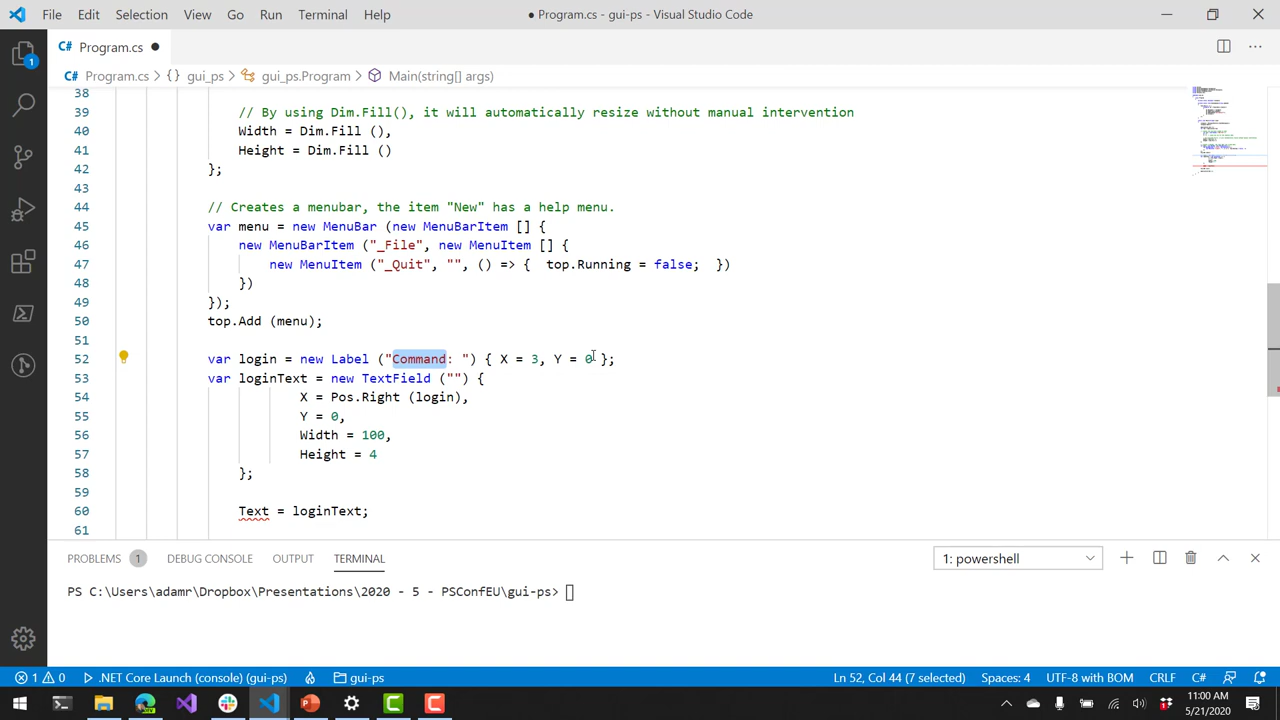 File Edit Selection View Go Run Terminal Help ● Program.cs - gui-ps - Visual Studio Code
C# Program.cs ●
C# Program.cs > {} gui_ps > gui_ps.Program > Main(string[] args)
38
39 // By using Dim.Fill(), it will automatically resize without manual intervention
40 Width = Dim.Fill (),
41 Height = Dim.Fill ()
42 };
43
44 // Creates a menubar, the item "New" has a help menu.
45 var menu = new MenuBar (new MenuBarItem [] {
46 new MenuBarItem ("_File", new MenuItem [] {
47 new MenuItem ("_Quit", "", () => { top.Running = false; })
48 })
49 });
50 top.Add (menu);
51
52 var login = new Label ("Command: ") { X = 3, Y = 0 };
53 var loginText = new TextField ("") {
54 X = Pos.Right (login),
55 Y = 0,
56 Width = 100,
57 Height = 4
58 };
59
60 Text = loginText;
61
PROBLEMS 1 DEBUG CONSOLE OUTPUT TERMINAL 1: powershell
PS C:\Users\adamr\Dropbox\Presentations\2020 - 5 - PSConfEU\gui-ps>
1 0 .NET Core Launch (console) (gui-ps) gui-ps Ln 52, Col 44 (7 selected) Spaces: 4 UTF-8 with BOM CRLF C#
11:00 AM
5/21/2020